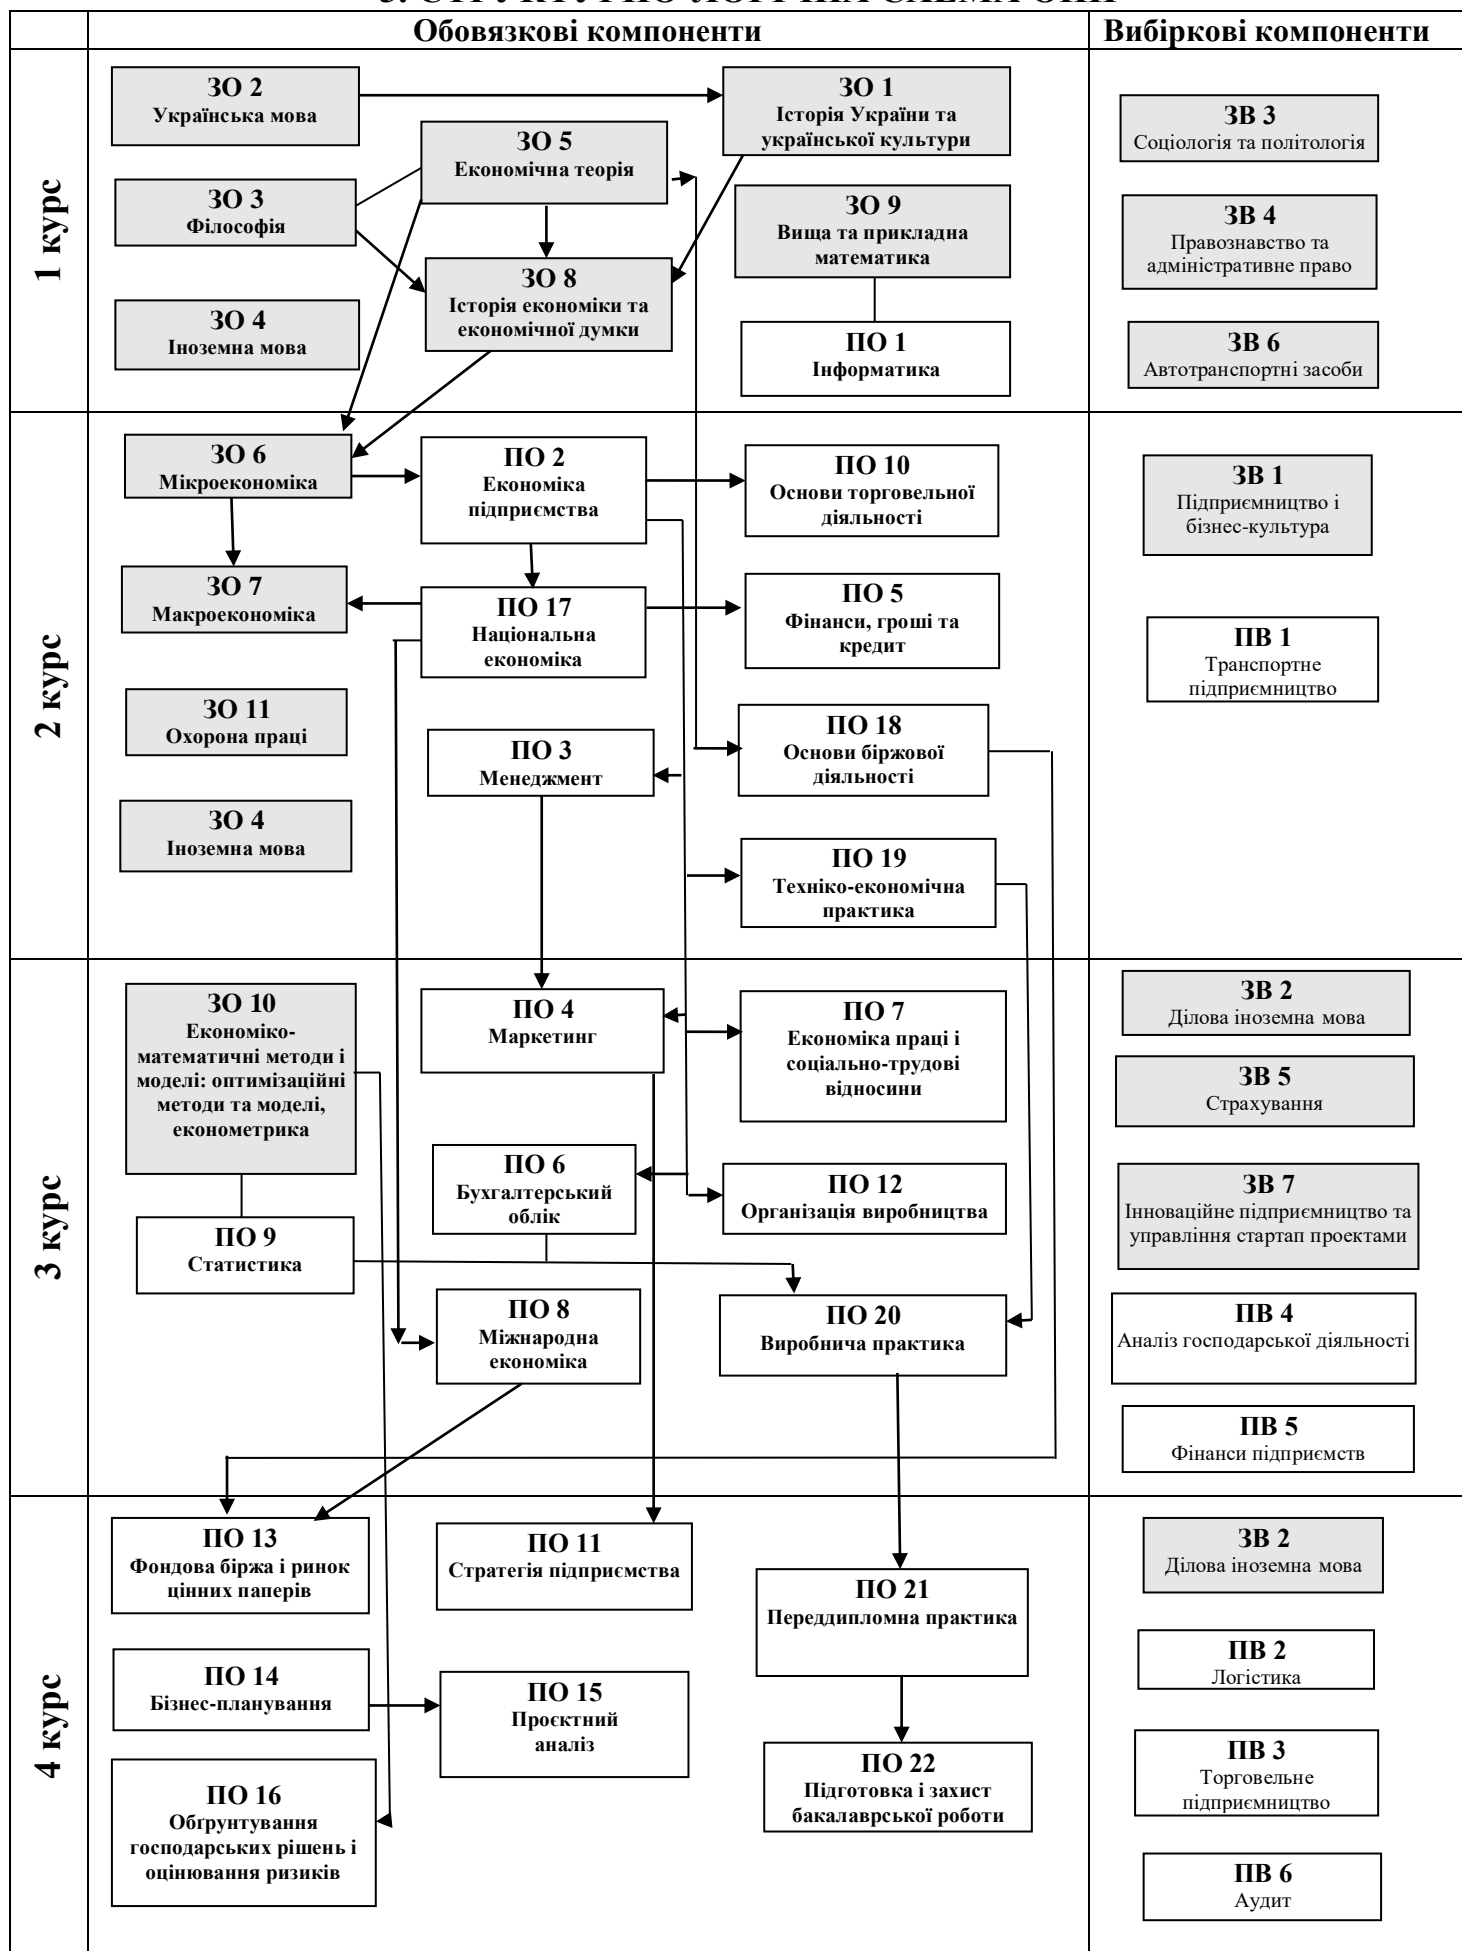 3. СТРУКТУРНО-ЛОГІЧНА СХЕМА ОПП
Обовязкові компоненти
Вибіркові компоненти
1 курс
ЗО 2
Українська мова
ЗО 1
Історія України та
української культури
ЗО 5
Економічна теорія
ЗО 3
Філософія
ЗО 9
Вища та прикладна
математика
ЗО 8
Історія економіки та
економічної думки
ЗО 4
Іноземна мова
ПО 1
Інформатика
ЗВ 3
Соціологія та політологія
ЗВ 4
Правознавство та
адміністративне право
ЗВ 6
Автотранспортні засоби
2 курс
ЗО 6
Мікроекономіка
ПО 2
Економіка
підприємства
ПО 10
Основи торговельної
діяльності
ЗО 7
Макроекономіка
ПО 17
Національна
економіка
ПО 5
Фінанси, гроші та
кредит
ЗО 11
Охорона праці
ПО 3
Менеджмент
ПО 18
Основи біржової
діяльності
ЗО 4
Іноземна мова
ПО 19
Техніко-економічна
практика
ЗВ 1
Підприємництво і
бізнес-культура
ПВ 1
Транспортне
підприємництво
3 курс
ЗО 10
Економіко-
математичні методи і
моделі: оптимізаційні
методи та моделі,
економетрика
ПО 4
Маркетинг
ПО 7
Економіка праці і
соціально-трудові
відносини
ПО 6
Бухгалтерський
облік
ПО 12
Організація виробництва
ПО 9
Статистика
ПО 8
Міжнародна
економіка
ПО 20
Виробнича практика
ЗВ 2
Ділова іноземна мова
ЗВ 5
Страхування
ЗВ 7
Інноваційне підприємництво та
управління стартап проектами
ПВ 4
Аналіз господарської діяльності
ПВ 5
Фінанси підприємств
4 курс
ПО 13
Фондова біржа і ринок
цінних паперів
ПО 11
Стратегія підприємства
ПО 21
Переддипломна практика
ПО 14
Бізнес-планування
ПО 15
Проєктний
аналіз
ПО 22
Підготовка і захист
бакалаврської роботи
ПО 16
Обґрунтування
господарських рішень і
оцінювання ризиків
ЗВ 2
Ділова іноземна мова
ПВ 2
Логістика
ПВ 3
Торговельне
підприємництво
ПВ 6
Аудит